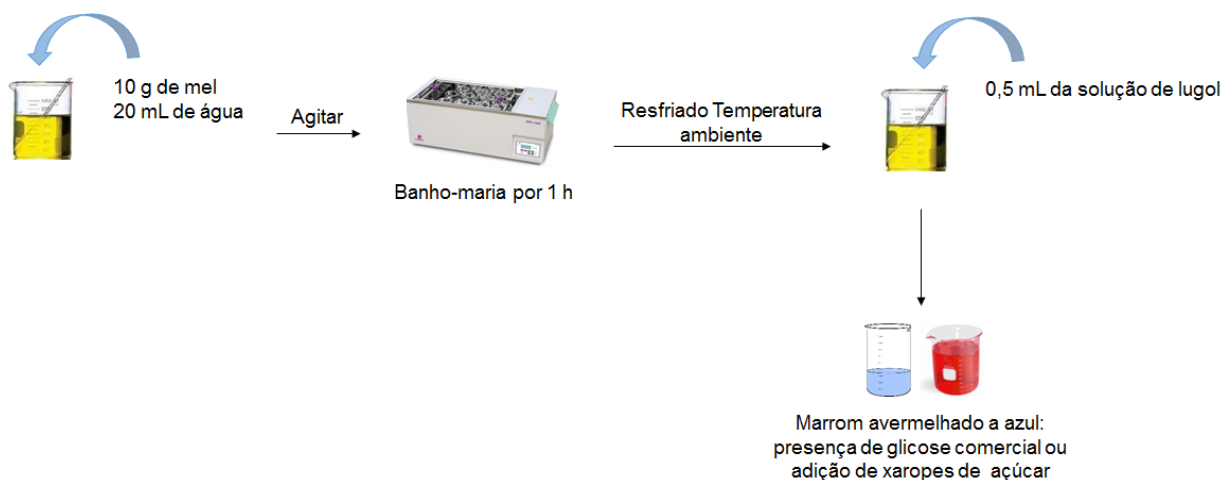 10 g de mel
20 mL de água
Agitar
Banho-maria por 1 h
Resfriado Temperatura
ambiente
0,5 mL da solução de lugol
Marrom avermelhado a azul:
presença de glicose comercial ou
adição de xaropes de açúcar